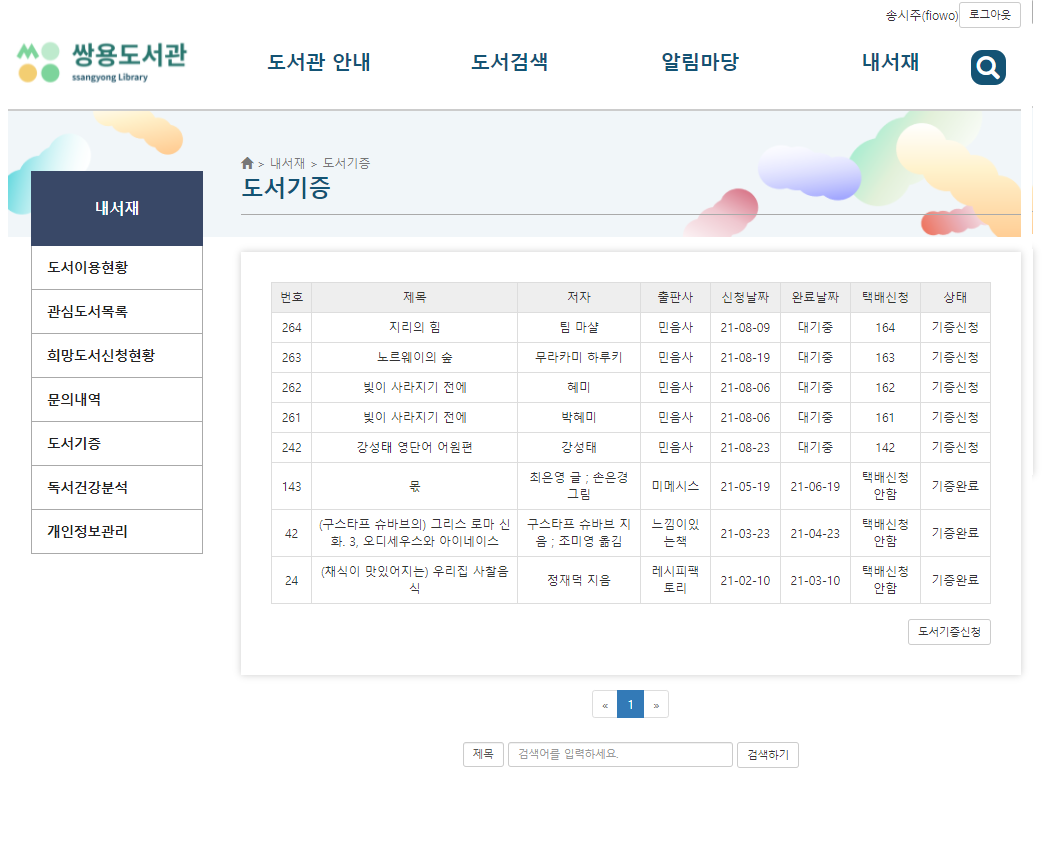 송시주(fiowo) 로그아웃
쌍용도서관
ssangyong Library
도서관 안내 도서검색 알림마당 내서재
> 내서재 > 도서기증
도서기증
내서재
도서이용현황
관심도서목록
희망도서신청현황
문의내역
도서기증
독서건강분석
개인정보관리
번호 제목 저자 출판사 신청날짜 완료날짜 택배신청 상태
264 지리의 힘 팀 마샬 민음사 21-08-09 대기중 164 기증신청
263 노르웨이의 숲 무라카미 하루키 민음사 21-08-19 대기중 163 기증신청
262 빛이 사라지기 전에 혜미 민음사 21-08-06 대기중 162 기증신청
261 빛이 사라지기 전에 박혜미 민음사 21-08-06 대기중 161 기증신청
242 강성태 영단어 어원편 강성태 민음사 21-08-23 대기중 142 기증신청
143 몫 최은영 글 ; 손은경 그림 미메시스 21-05-19 21-06-19 택배신청 안함 기증완료
42 (구스타프 슈바브의) 그리스 로마 신화. 3, 오디세우스와 아이네이스 구스타프 슈바브 지음 ; 조미영 옮김 느낌이있는책 21-03-23 21-04-23 택배신청 안함 기증완료
24 (채식이 맛있어지는) 우리집 사찰음식 정재덕 지음 레시피팩토리 21-02-10 21-03-10 택배신청 안함 기증완료
도서기증신청
« 1 »
제목 검색어를 입력하세요. 검색하기